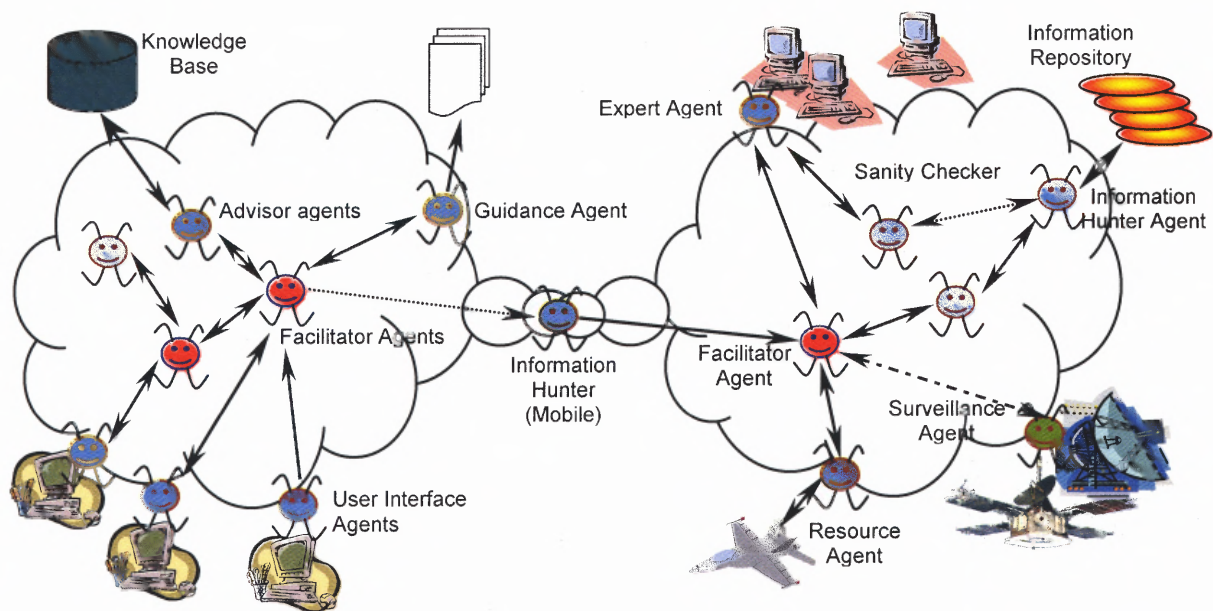 Knowledge
Base
Advisor agents
Guidance Agent
Facilitator Agents
User Interface
Agents
Information
Hunter
(Mobile)
Expert Agent
Information
Repository
Sanity Checker
Information
Hunter Agent
Facilitator
Agent
Surveillance
Agent
Resource
Agent